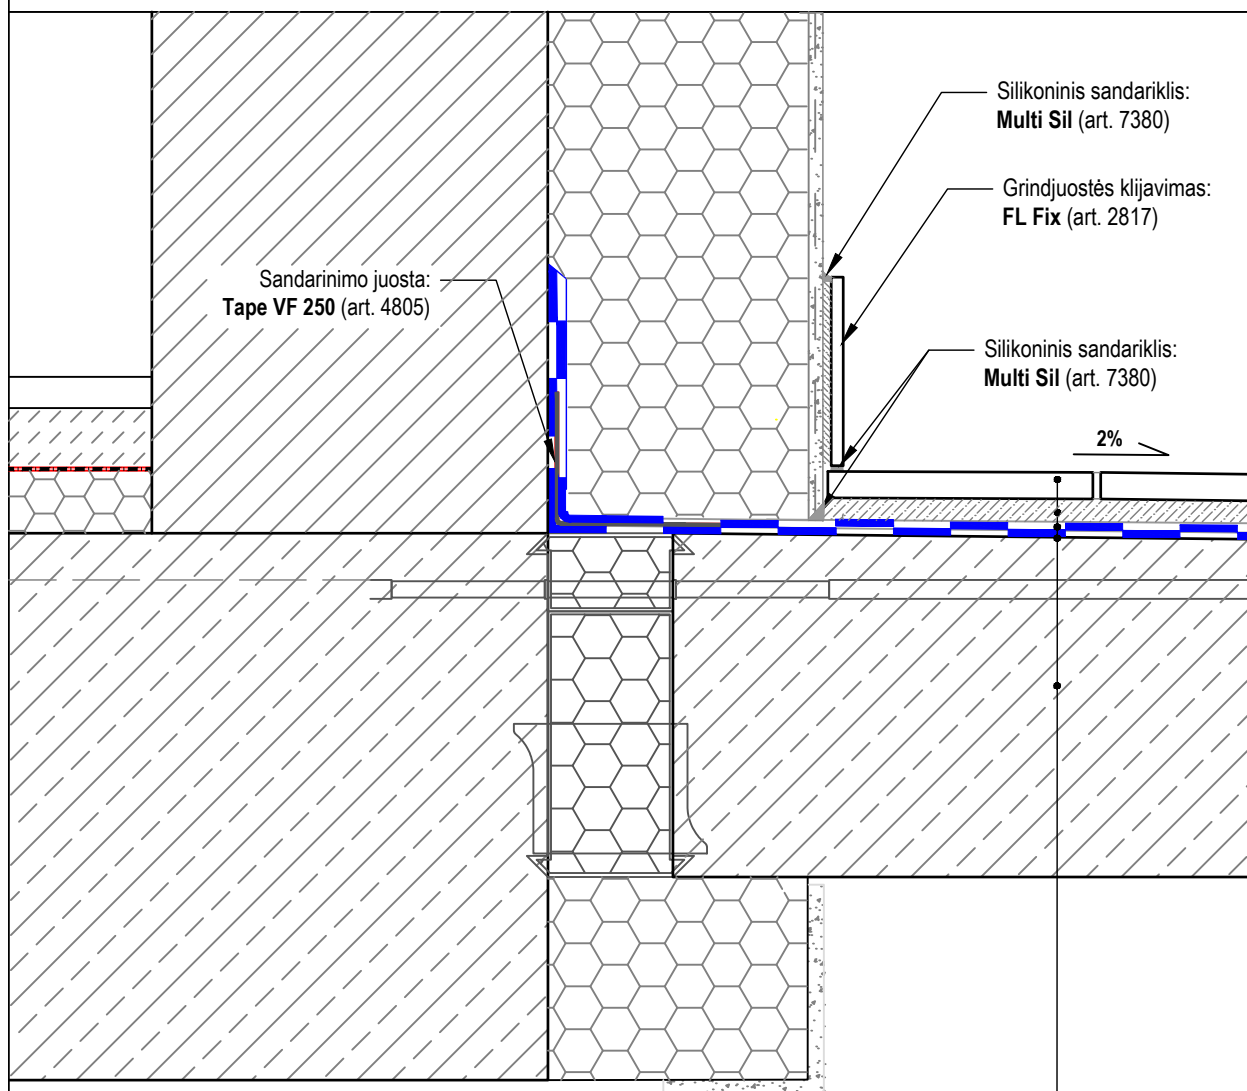 Silikoninis sandariklis:
Multi Sil (art. 7380)
Grindjuostės klijavimas:
FL Fix (art. 2817)
Sandarinimo juosta:
Tape VF 250 (art. 4805)
Silikoninis sandariklis:
Multi Sil (art. 7380)
2%